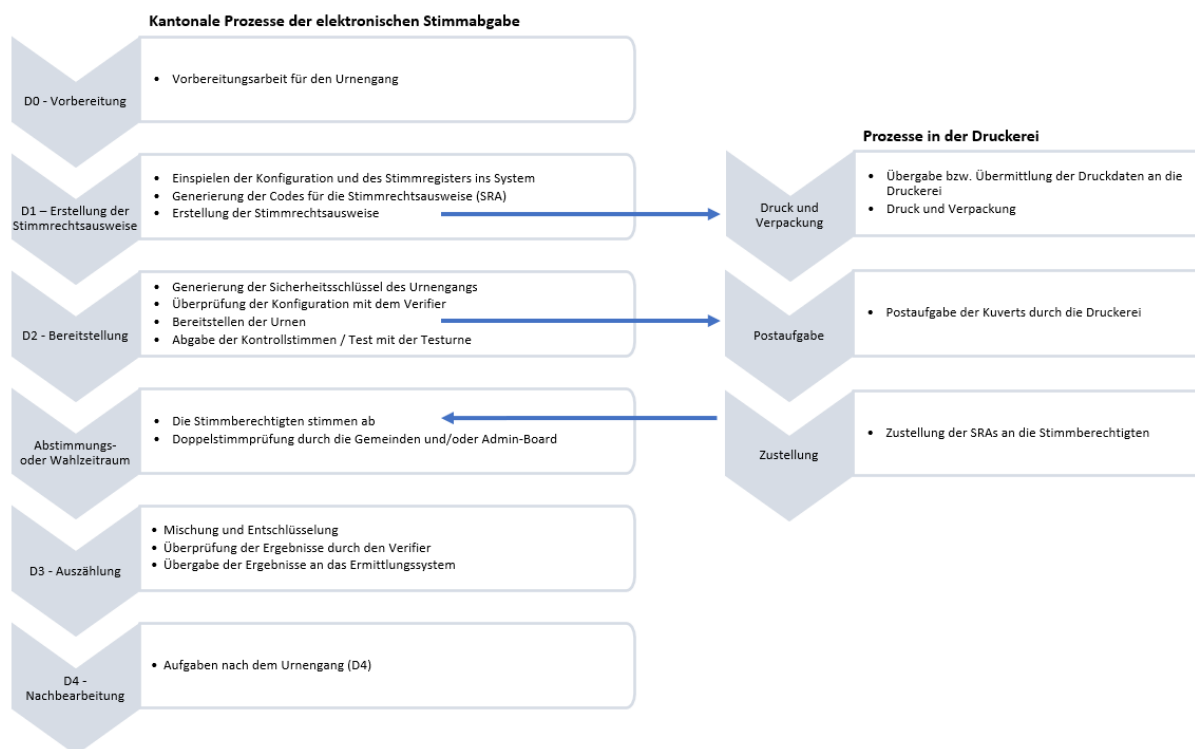 Kantonale Prozesse der elektronischen Stimmabgabe
D0 - Vorbereitung
• Vorbereitungsarbeit für den Urnengang
D1 – Erstellung der
Stimmrechtsausweise
• Einspielen der Konfiguration und des Stimmregisters ins System
• Generierung der Codes für die Stimmrechtsausweise (SRA)
• Erstellung der Stimmrechtsausweise
D2 - Bereitstellung
• Generierung der Sicherheitsschlüssel des Urnengangs
• Überprüfung der Konfiguration mit dem Verifier
• Bereitstellen der Urnen
• Abgabe der Kontrollstimmen / Test mit der Testurne
Abstimmungs-
oder Wahlzeitraum
• Die Stimmberechtigten stimmen ab
• Doppelstimmprüfung durch die Gemeinden und/oder Admin-Board
D3 - Auszählung
• Mischung und Entschlüsselung
• Überprüfung der Ergebnisse durch den Verifier
• Übergabe der Ergebnisse an das Ermittlungssystem
D4 -
Nachbearbeitung
• Aufgaben nach dem Urnengang (D4)
Prozesse in der Druckerei
Druck und
Verpackung
• Übergabe bzw. Übermittlung der Druckdaten an die
Druckerei
• Druck und Verpackung
Postaufgabe
• Postaufgabe der Kuverts durch die Druckerei
Zustellung
• Zustellung der SRAs an die Stimmberechtigten